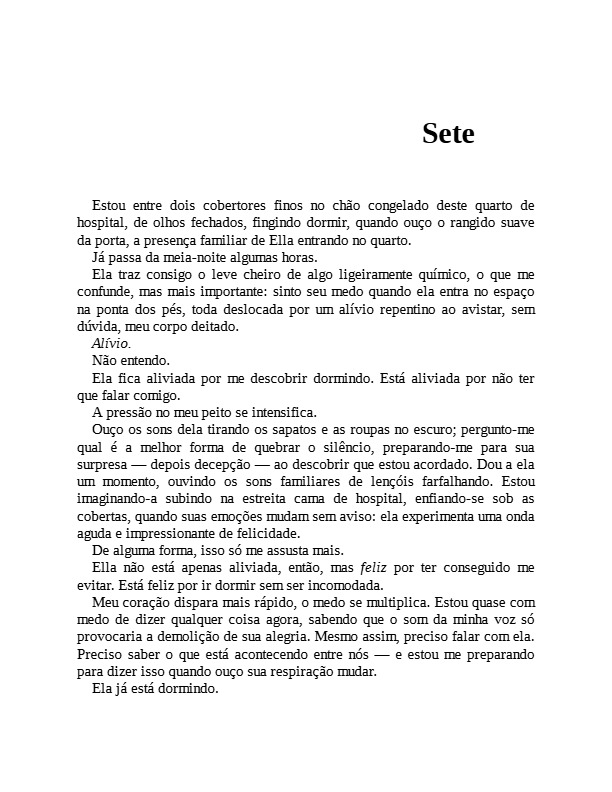 Sete
Estou entre dois cobertores finos no chão congelado deste quarto de
hospital, de olhos fechados, fingindo dormir, quando ouço o rangido suave
da porta, a presença familiar de Ella entrando no quarto.
Já passa da meia-noite algumas horas.
Ela traz consigo o leve cheiro de algo ligeiramente químico, o que me
confunde, mas mais importante: sinto seu medo quando ela entra no espaço
na ponta dos pés, toda deslocada por um alívio repentino ao avistar, sem
dúvida, meu corpo deitado.
Alívio.
Não entendo.
Ela fica aliviada por me descobrir dormindo. Está aliviada por não ter
que falar comigo.
A pressão no meu peito se intensifica.
Ouço os sons dela tirando os sapatos e as roupas no escuro; pergunto-me
qual é a melhor forma de quebrar o silêncio, preparando-me para sua
surpresa — depois decepção — ao descobrir que estou acordado. Dou a ela
um momento, ouvindo os sons familiares de lençóis farfalhando. Estou
imaginando-a subindo na estreita cama de hospital, enfiando-se sob as
cobertas, quando suas emoções mudam sem aviso: ela experimenta uma onda
aguda e impressionante de felicidade.
De alguma forma, isso só me assusta mais.
Ella não está apenas aliviada, então, mas feliz por ter conseguido me
evitar. Está feliz por ir dormir sem ser incomodada.
Meu coração dispara mais rápido, o medo se multiplica. Estou quase com
medo de dizer qualquer coisa agora, sabendo que o som da minha voz só
provocaria a demolição de sua alegria. Mesmo assim, preciso falar com ela.
Preciso saber o que está acontecendo entre nós — e estou me preparando
para dizer isso quando ouço sua respiração mudar.
Ela já está dormindo.